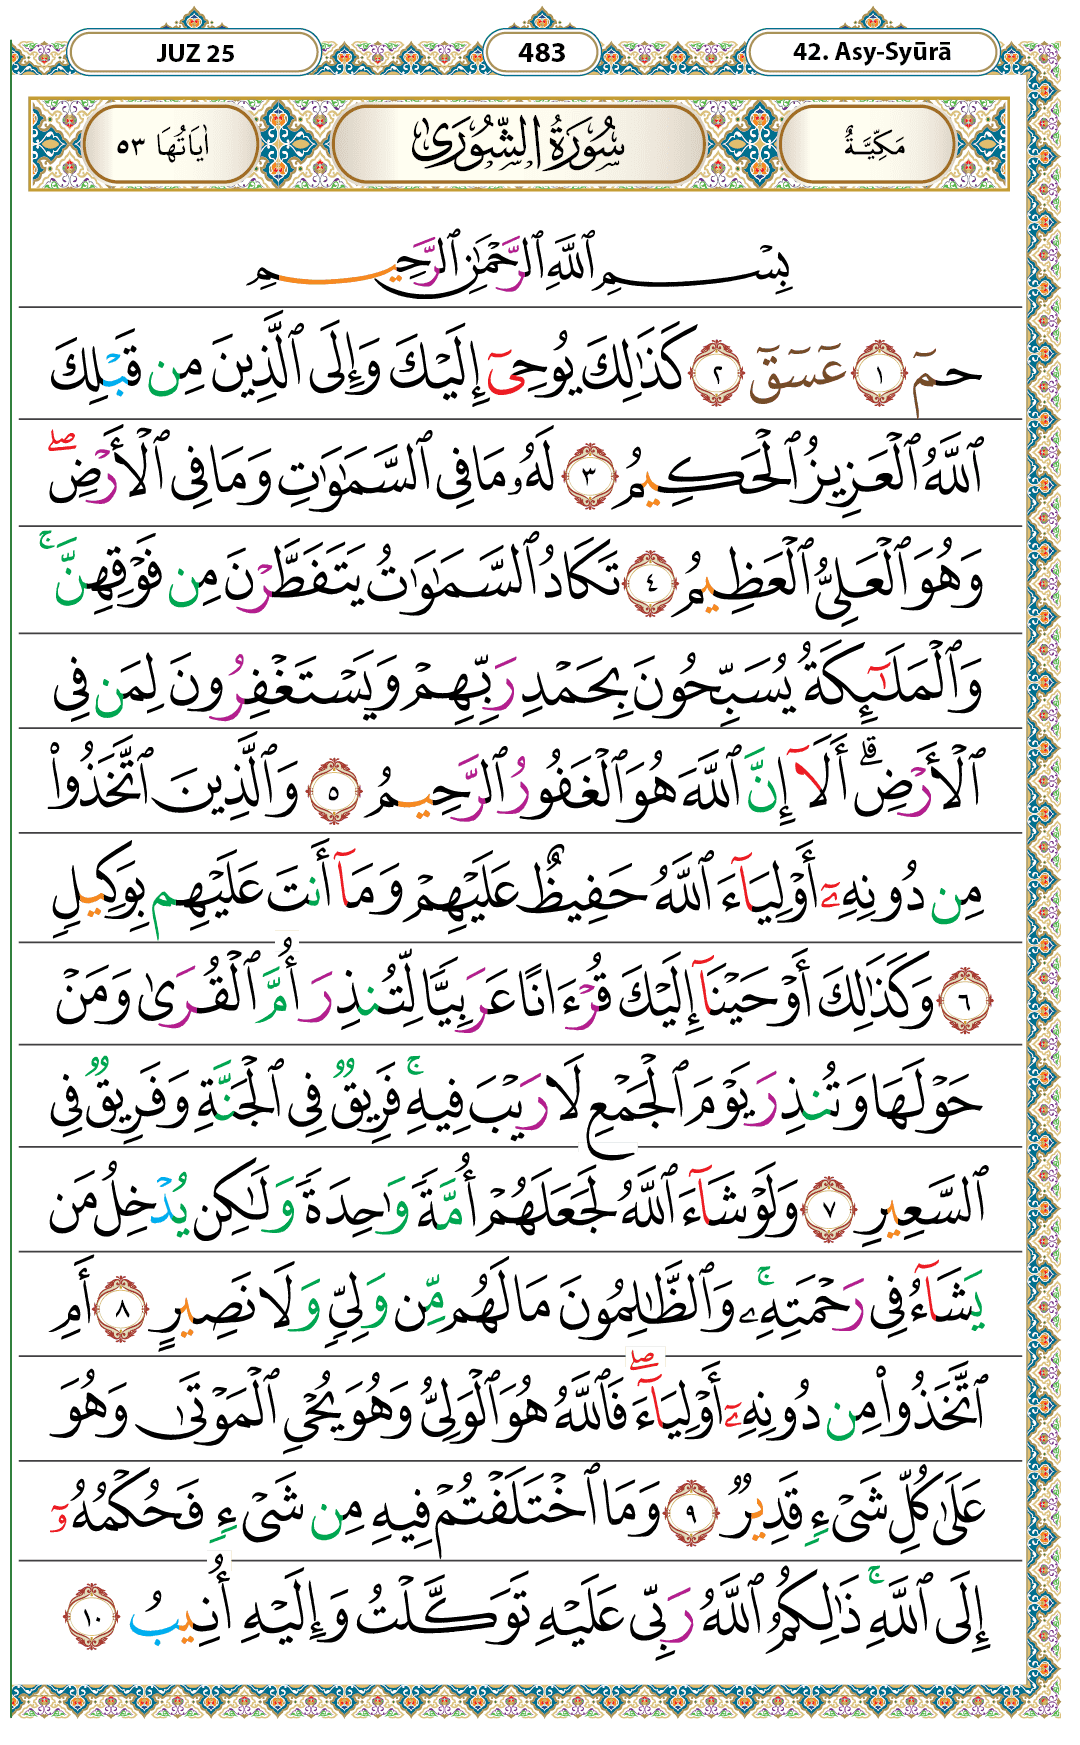 JUZ 25
483
42. Asy-Syūrā
مَكِّيَّةٌ
سُورَةُ الشُّورَىٰ
اٰيَاتُهَا ٥٣
بِسْمِ ٱللَّهِ ٱلرَّحْمَٰنِ ٱلرَّحِيمِ
حمٓ ١ عٓسٓقٓ ٢ كَذَٰلِكَ يُوحِىٓ إِلَيْكَ وَإِلَى ٱلَّذِينَ مِن قَبْلِكَ
ٱللَّهُ ٱلْعَزِيزُ ٱلْحَكِيمُ ٣ لَهُۥ مَا فِى ٱلسَّمَٰوَٰتِ وَمَا فِى ٱلْأَرْضِ ۖ
وَهُوَ ٱلْعَلِىُّ ٱلْعَظِيمُ ٤ تَكَادُ ٱلسَّمَٰوَٰتُ يَتَفَطَّرْنَ مِن فَوْقِهِنَّ ۚ
وَٱلْمَلَٰٓئِكَةُ يُسَبِّحُونَ بِحَمْدِ رَبِّهِمْ وَيَسْتَغْفِرُونَ لِمَن فِى
ٱلْأَرْضِ ۗ أَلَآ إِنَّ ٱللَّهَ هُوَ ٱلْغَفُورُ ٱلرَّحِيمُ ٥ وَٱلَّذِينَ ٱتَّخَذُوا۟
مِن دُونِهِۦٓ أَوْلِيَآءَ ٱللَّهُ حَفِيظٌ عَلَيْهِمْ وَمَآ أَنتَ عَلَيْهِم بِوَكِيلٍ
٦ وَكَذَٰلِكَ أَوْحَيْنَآ إِلَيْكَ قُرْءَانًا عَرَبِيًّا لِّتُنذِرَ أُمَّ ٱلْقُرَىٰ وَمَنْ
حَوْلَهَا وَتُنذِرَ يَوْمَ ٱلْجَمْعِ لَا رَيْبَ فِيهِ ۚ فَرِيقٌ فِى ٱلْجَنَّةِ وَفَرِيقٌ فِى
ٱلسَّعِيرِ ٧ وَلَوْ شَآءَ ٱللَّهُ لَجَعَلَهُمْ أُمَّةً وَٰحِدَةً وَلَٰكِن يُدْخِلُ مَن
يَشَآءُ فِى رَحْمَتِهِۦ ۚ وَٱلظَّٰلِمُونَ مَا لَهُم مِّن وَلِىٍّ وَلَا نَصِيرٍ ٨ أَمِ
ٱتَّخَذُوا۟ مِن دُونِهِۦٓ أَوْلِيَآءَ ۖ فَٱللَّهُ هُوَ ٱلْوَلِىُّ وَهُوَ يُحْىِ ٱلْمَوْتَىٰ وَهُوَ
عَلَىٰ كُلِّ شَىْءٍ قَدِيرٌ ٩ وَمَا ٱخْتَلَفْتُمْ فِيهِ مِن شَىْءٍ فَحُكْمُهُۥٓ
إِلَى ٱللَّهِ ۚ ذَٰلِكُمُ ٱللَّهُ رَبِّى عَلَيْهِ تَوَكَّلْتُ وَإِلَيْهِ أُنِيبُ ١٠